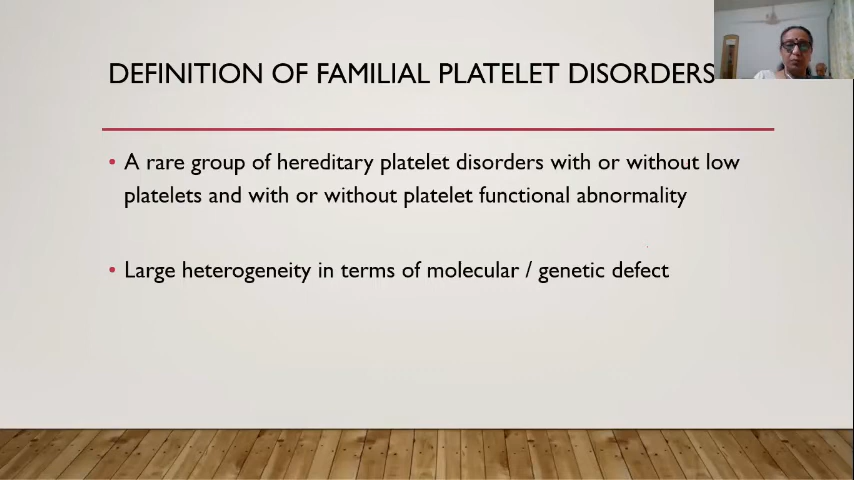 DEFINITION OF FAMILIAL PLATELET DISORDERS
• A rare group of hereditary platelet disorders with or without low
platelets and with or without platelet functional abnormality
• Large heterogeneity in terms of molecular / genetic defect